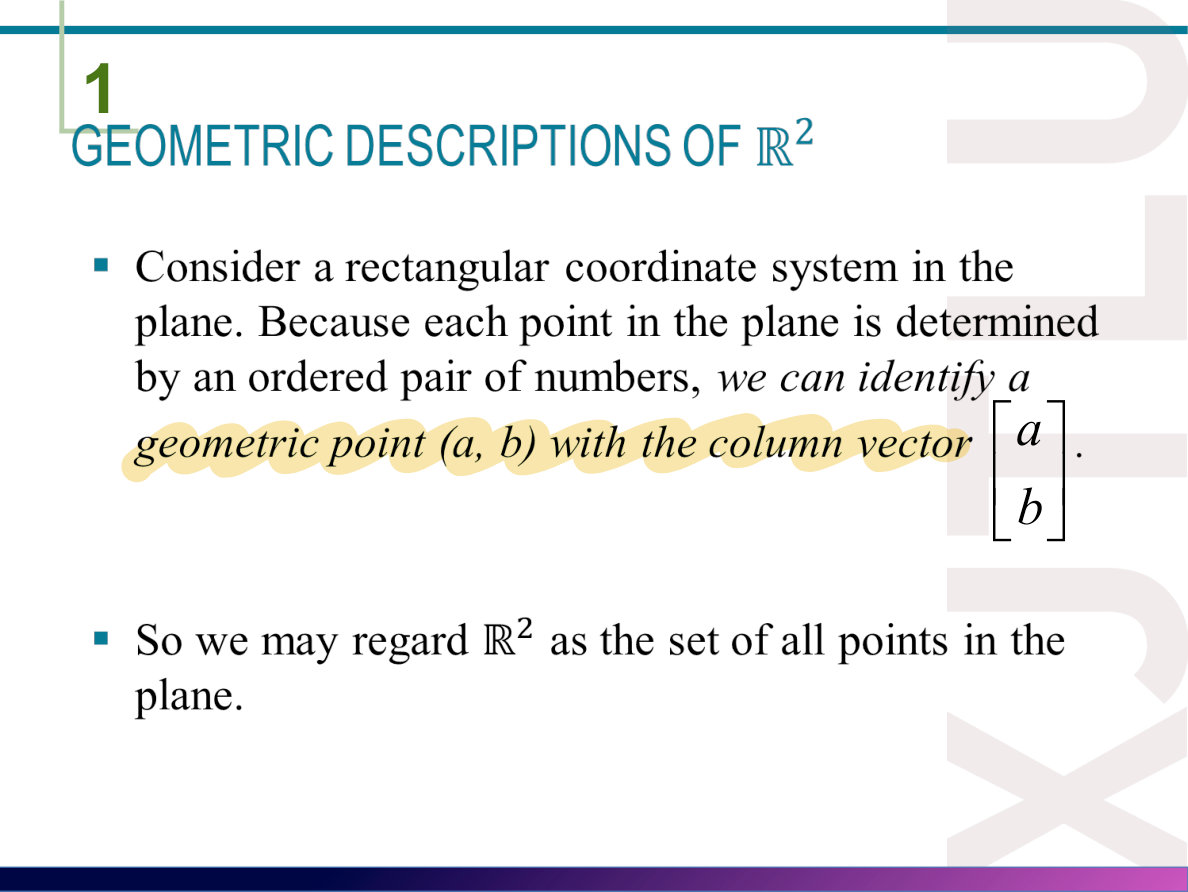 1
GEOMETRIC DESCRIPTIONS OF ℝ²
▪ Consider a rectangular coordinate system in the
plane. Because each point in the plane is determined
by an ordered pair of numbers, we can identify a
geometric point (a, b) with the column vector [a
b].
▪ So we may regard ℝ² as the set of all points in the
plane.
XJTLU